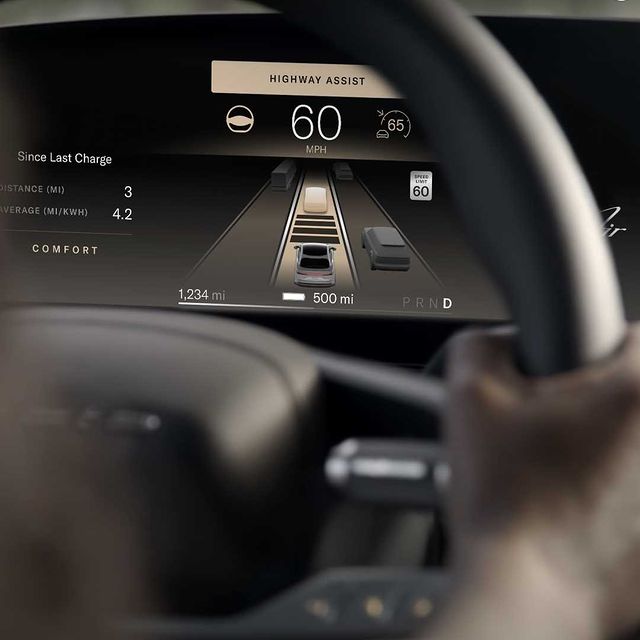 HIGHWAY ASSIST
60
MPH
65
Since Last Charge
DISTANCE (MI) 3
AVERAGE (MI/KWH) 4.2
COMFORT
SPEED
LIMIT
60
1,234 mi
500 mi
PRND